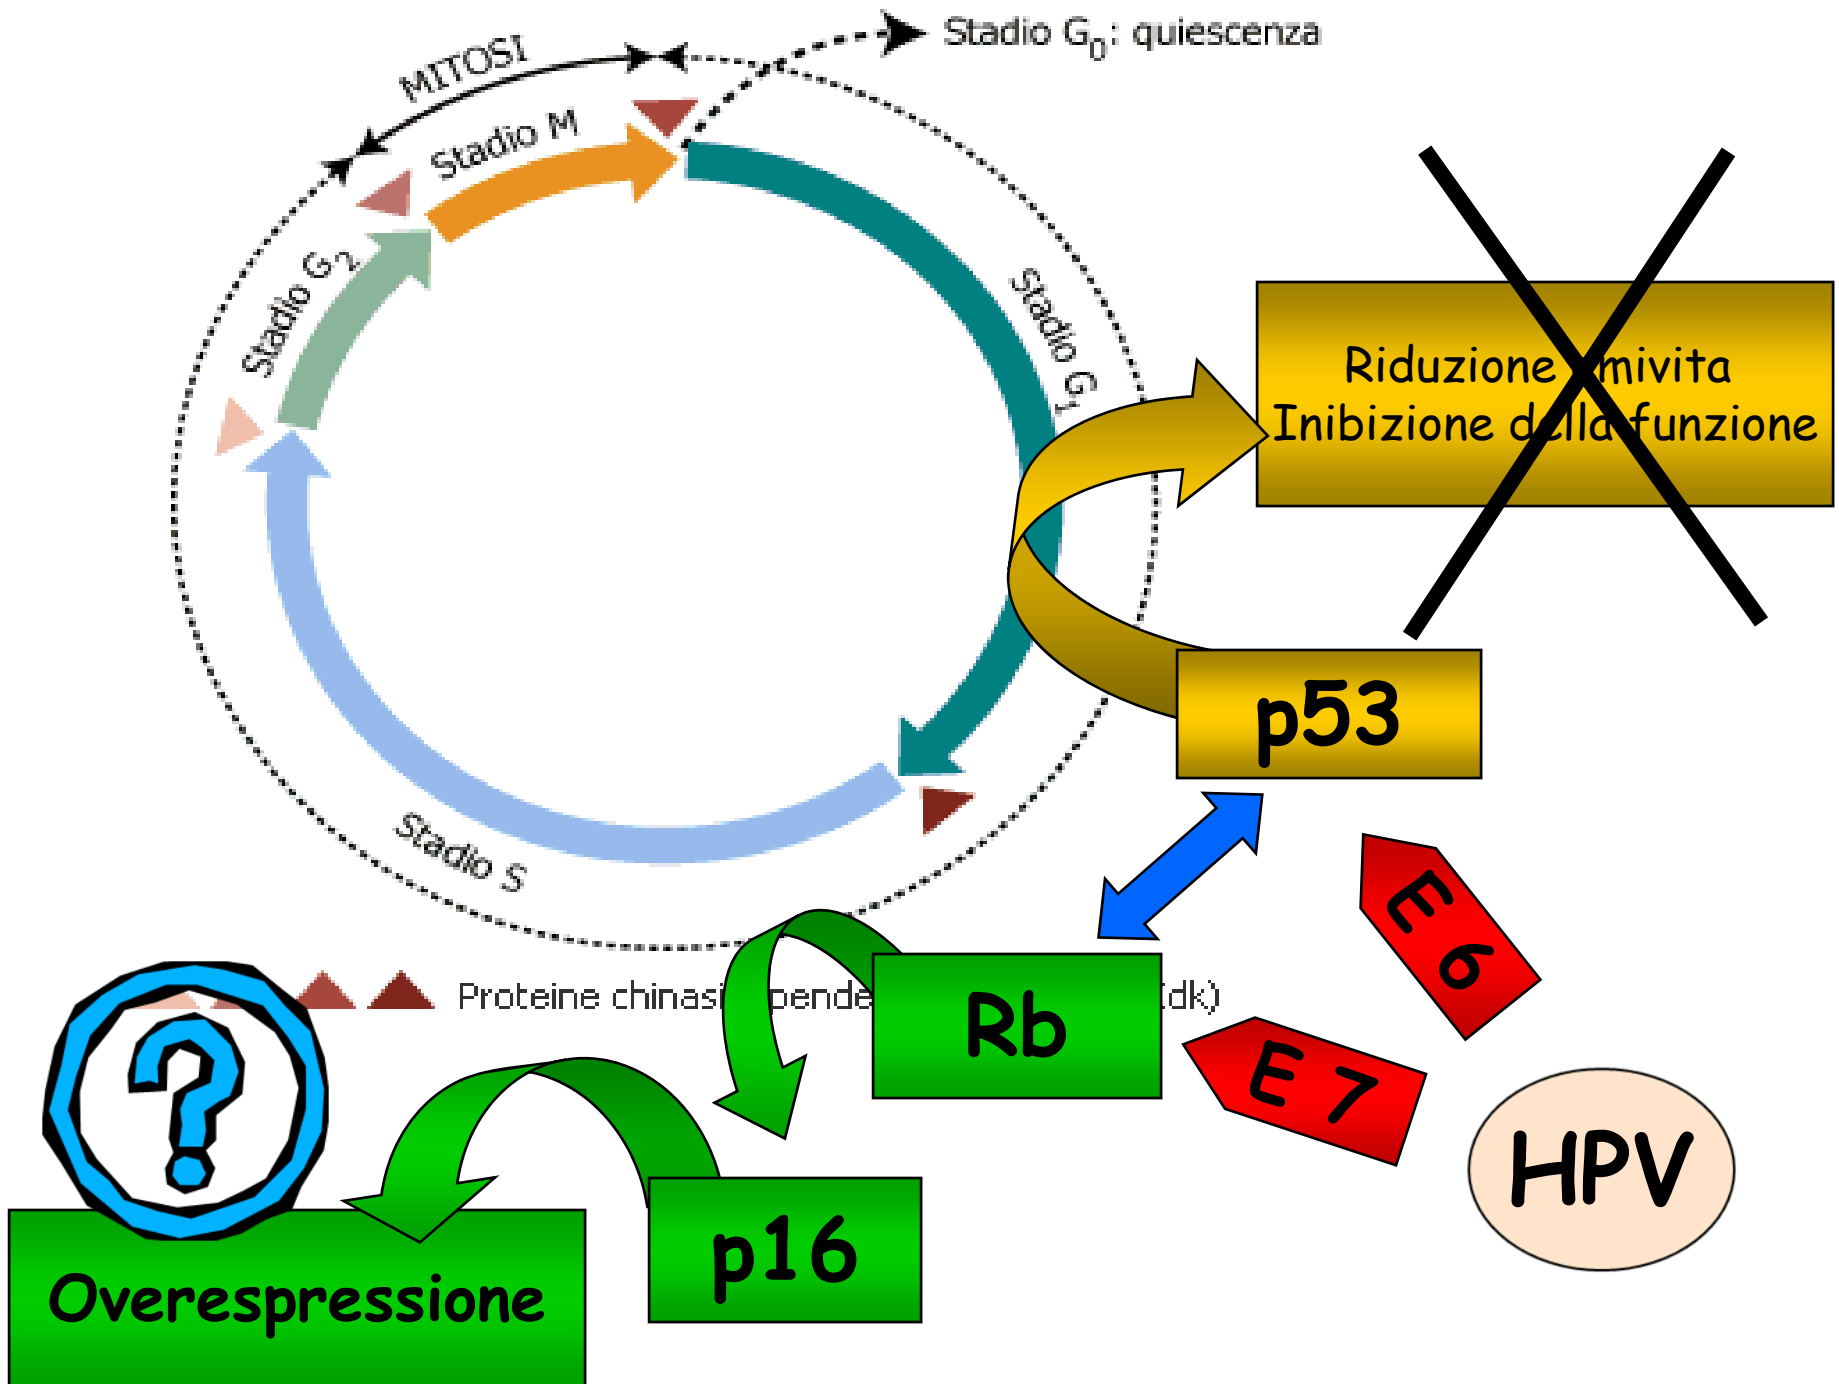 Stadio G0: quiescenza
MITOSI
Stadio M
Stadio G2
Stadio G1
Riduzione mivita
Inibizione della funzione
p53
Stadio S
E 6
Proteine chinasi dk)
Rb
E 7
HPV
?
p16
Overespressione